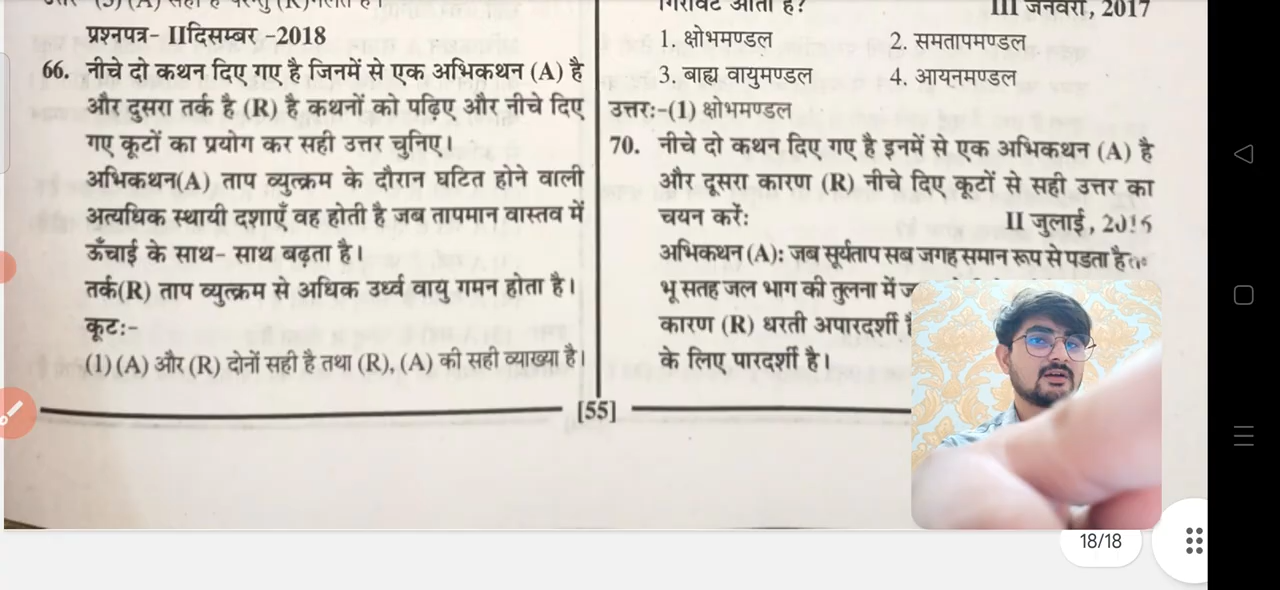 प्रश्नपत्र- IIदिसम्बर -2018
66. नीचे दो कथन दिए गए है जिनमें से एक अभिकथन (A) है
और दुसरा तर्क है (R) है कथनों को पढ़िए और नीचे दिए
गए कूटों का प्रयोग कर सही उत्तर चुनिए।
अभिकथन(A) ताप व्युत्क्रम के दौरान घटित होने वाली
अत्यधिक स्थायी दशाएँ वह होती है जब तापमान वास्तव में
ऊँचाई के साथ- साथ बढ़ता है।
तर्क(R) ताप व्युत्क्रम से अधिक उर्ध्व वायु गमन होता है।
कूट:-
(1) (A) और (R) दोनों सही है तथा (R), (A) की सही व्याख्या है।
[55]
गिरावट आती है?
III जनवरी, 2017
1. क्षोभमण्डल 2. समतापमण्डल
3. बाह्य वायुमण्डल 4. आयनमण्डल
उत्तर:-(1) क्षोभमण्डल
70. नीचे दो कथन दिए गए है इनमें से एक अभिकथन (A) है
और दूसरा कारण (R) नीचे दिए कूटों से सही उत्तर का
चयन करें: II जुलाई,
अभिकथन (A): जब सूर्यताप सब जगह समान रूप से पडता है
भू सतह जल भाग की तुलना में
कारण (R) धरती अपारदर्शी
के लिए पारदर्शी है।
18/18